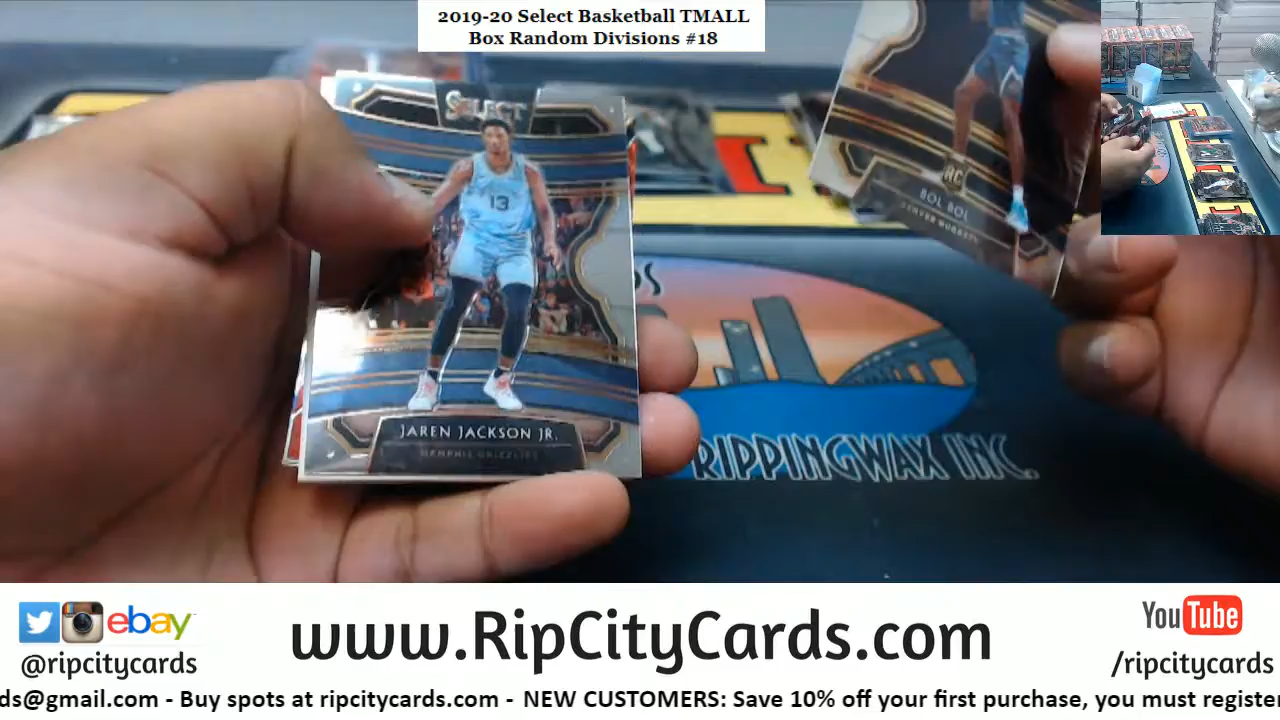 2019-20 Select Basketball TMALL
Box Random Divisions #18
SELECT
13
JAREN JACKSON JR.
MEMPHIS GRIZZLIES
RC
BOL BOL
DENVER NUGGETS
RIPPINGWAX INC.
ebay
@ripcitycards
www.RipCityCards.com
YouTube
/ripcitycards
ds@gmail.com - Buy spots at ripcitycards.com - NEW CUSTOMERS: Save 10% off your first purchase, you must register